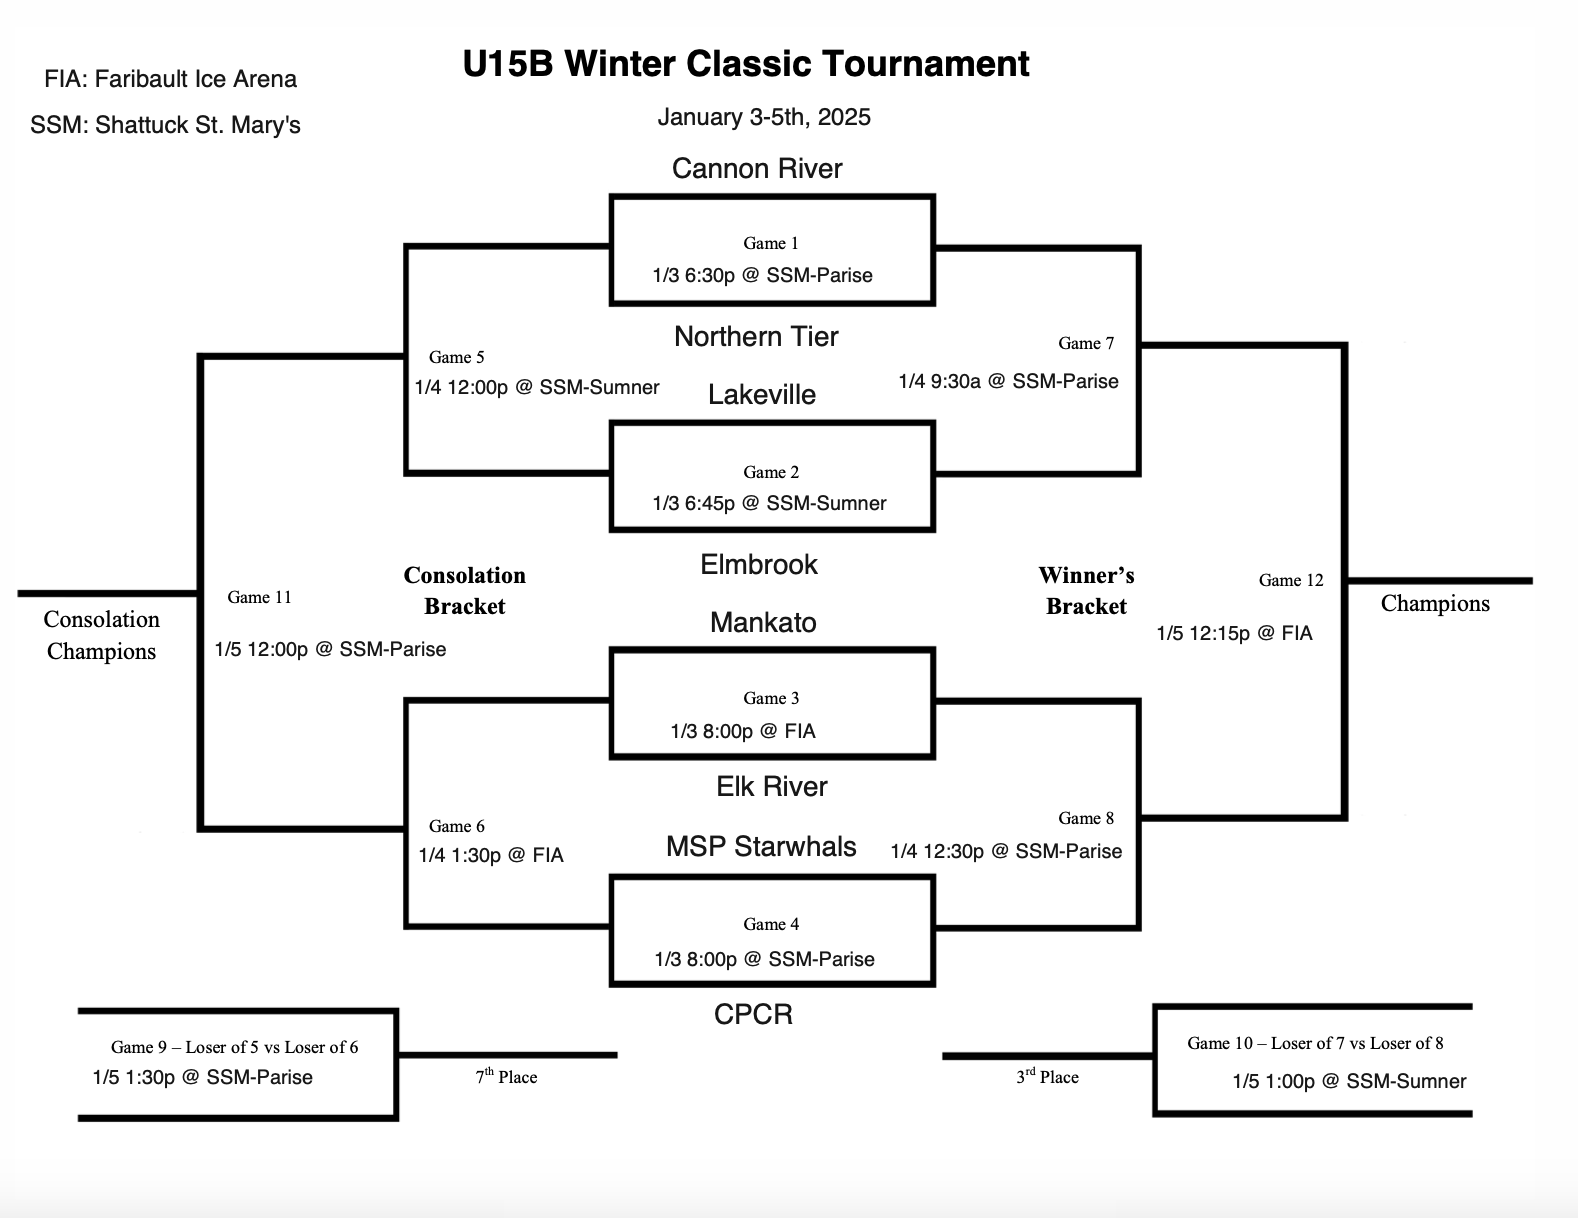 U15B Winter Classic Tournament
FIA: Faribault Ice Arena
SSM: Shattuck St. Mary's
January 3-5th, 2025
Cannon River
Game 1
1/3 6:30p @ SSM-Parise
Northern Tier
Game 5
1/4 12:00p @ SSM-Sumner
Game 7
1/4 9:30a @ SSM-Parise
Lakeville
Game 2
1/3 6:45p @ SSM-Sumner
Elmbrook
Consolation
Bracket
Winner’s
Bracket
Game 11
1/5 12:00p @ SSM-Parise
Consolation
Champions
Game 12
1/5 12:15p @ FIA
Champions
Mankato
Game 3
1/3 8:00p @ FIA
Elk River
Game 6
1/4 1:30p @ FIA
Game 8
1/4 12:30p @ SSM-Parise
MSP Starwhals
Game 4
1/3 8:00p @ SSM-Parise
CPCR
Game 9 – Loser of 5 vs Loser of 6
1/5 1:30p @ SSM-Parise
7th Place
3rd Place
Game 10 – Loser of 7 vs Loser of 8
1/5 1:00p @ SSM-Sumner